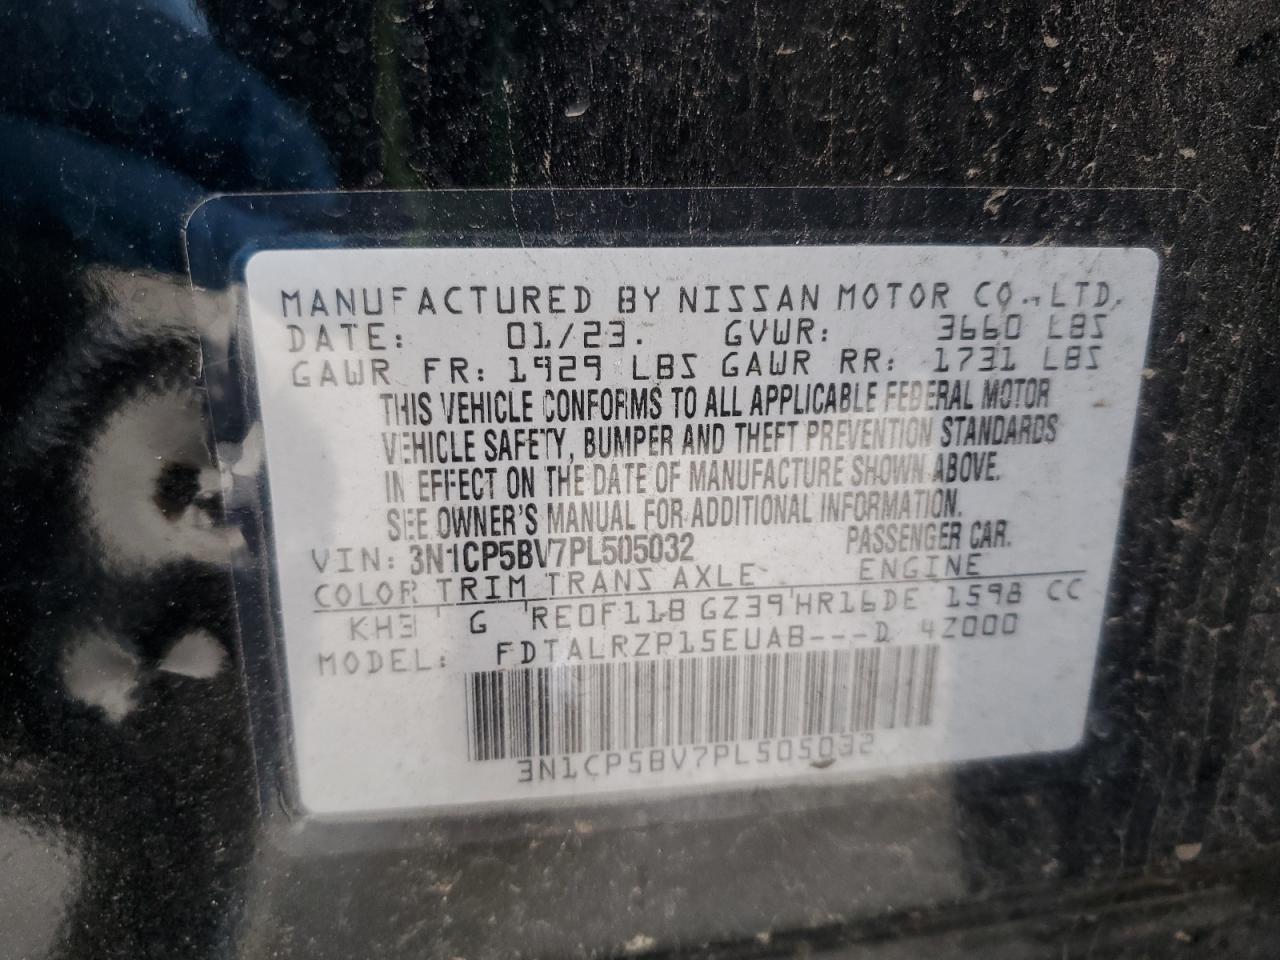 MANUFACTURED BY NISSAN MOTOR CO.,LTD.
DATE: 01/23. GVWR: 3660 LBS
GAWR FR: 1929 LBS GAWR RR: 1731 LBS
THIS VEHICLE CONFORMS TO ALL APPLICABLE FEDERAL MOTOR
VEHICLE SAFETY, BUMPER AND THEFT PREVENTION STANDARDS
IN EFFECT ON THE DATE OF MANUFACTURE SHOWN ABOVE.
SEE OWNER'S MANUAL FOR ADDITIONAL INFORMATION.
VIN: 3N1CP5BV7PL505032 PASSENGER CAR.
COLOR TRIM TRANS AXLE ENGINE
KH3 G RE0F11B GZ39 HR16DE 1598 CC
MODEL: FDTALRZP15EUAB---D 42000
3N1CP5BV7PL505032